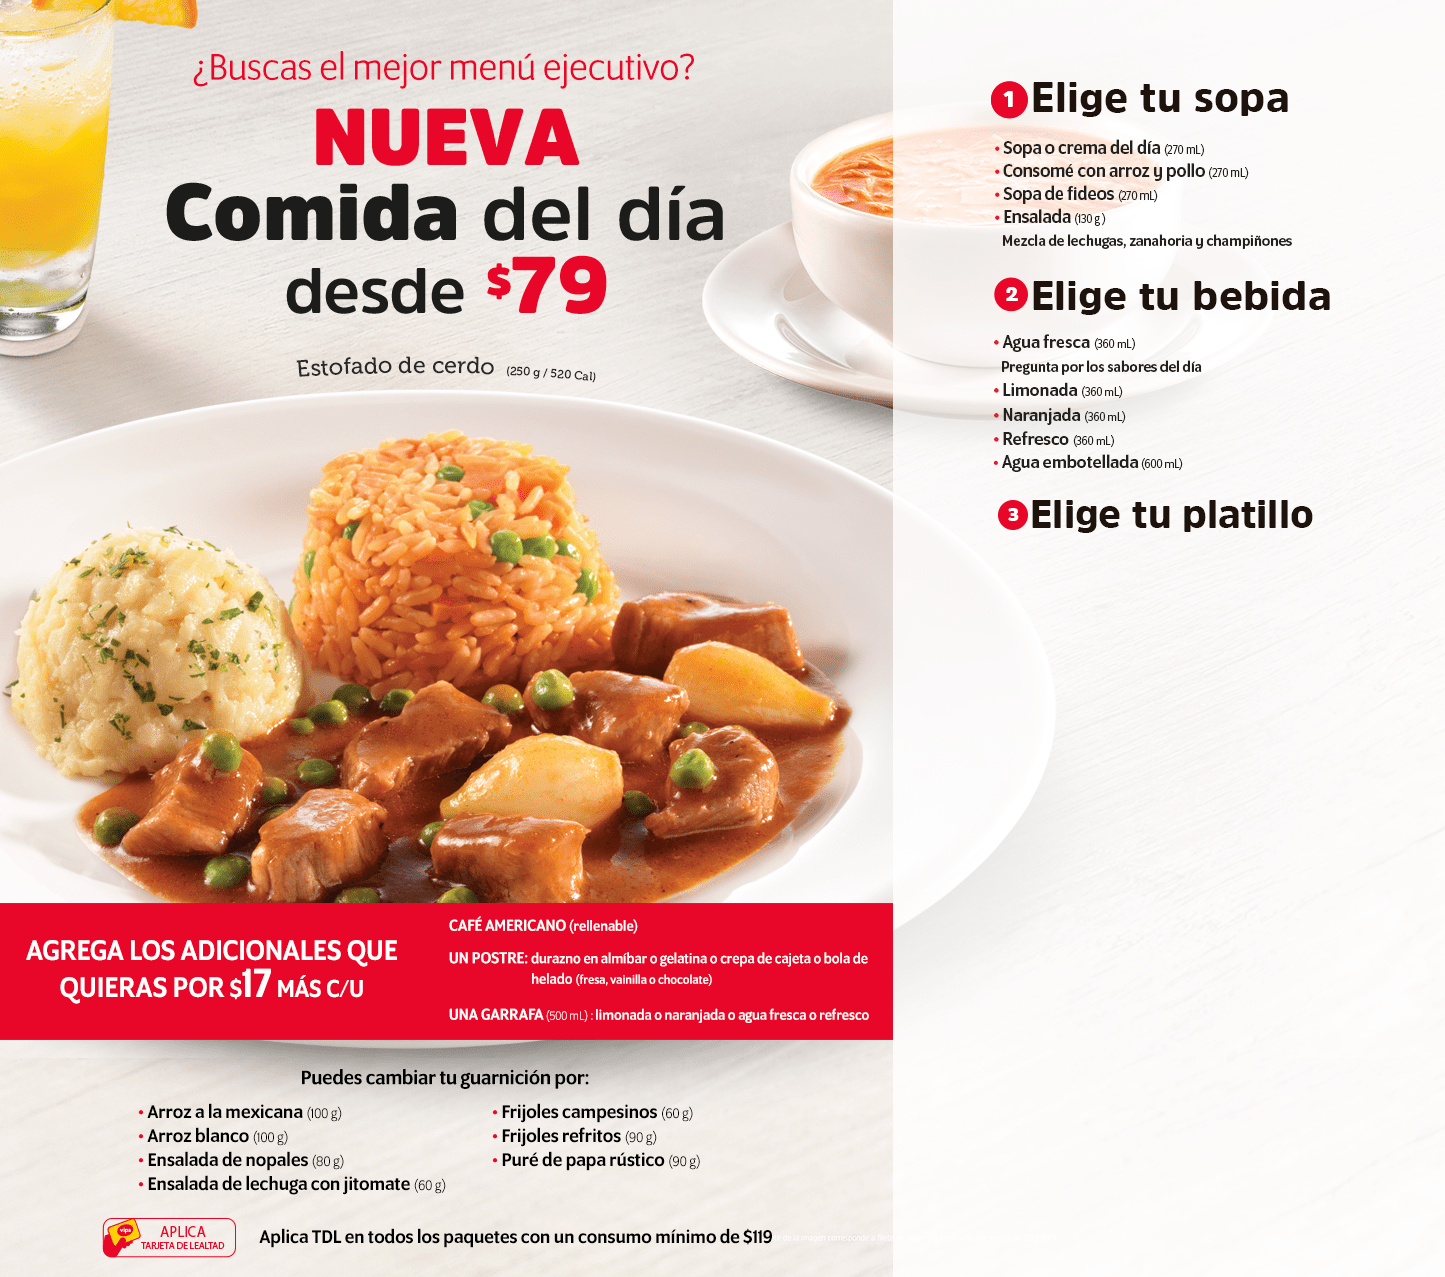 ¿Buscas el mejor menú ejecutivo?
NUEVA
Comida del día
desde $79
Estofado de cerdo (250 g / 520 Cal)
AGREGA LOS ADICIONALES QUE
QUIERAS POR $17 MÁS C/U
CAFÉ AMERICANO (rellenable)
UN POSTRE: durazno en almíbar o gelatina o crepa de cajeta o bola de
helado (fresa, vainilla o chocolate)
UNA GARRAFA (500 mL) : limonada o naranjada o agua fresca o refresco
Puedes cambiar tu guarnición por:
• Arroz a la mexicana (100 g)
• Arroz blanco (100 g)
• Ensalada de nopales (80 g)
• Ensalada de lechuga con jitomate (60 g)
• Frijoles campesinos (60 g)
• Frijoles refritos (90 g)
• Puré de papa rústico (90 g)
vips
APLICA
TARJETA DE LEALTAD
Aplica TDL en todos los paquetes con un consumo mínimo de $119
1 Elige tu sopa
• Sopa o crema del día (270 mL)
• Consomé con arroz y pollo (270 mL)
• Sopa de fideos (270 mL)
• Ensalada (130 g )
Mezcla de lechugas, zanahoria y champiñones
2 Elige tu bebida
• Agua fresca (360 mL)
Pregunta por los sabores del día
• Limonada (360 mL)
• Naranjada (360 mL)
• Refresco (360 mL)
• Agua embotellada (600 mL)
3 Elige tu platillo